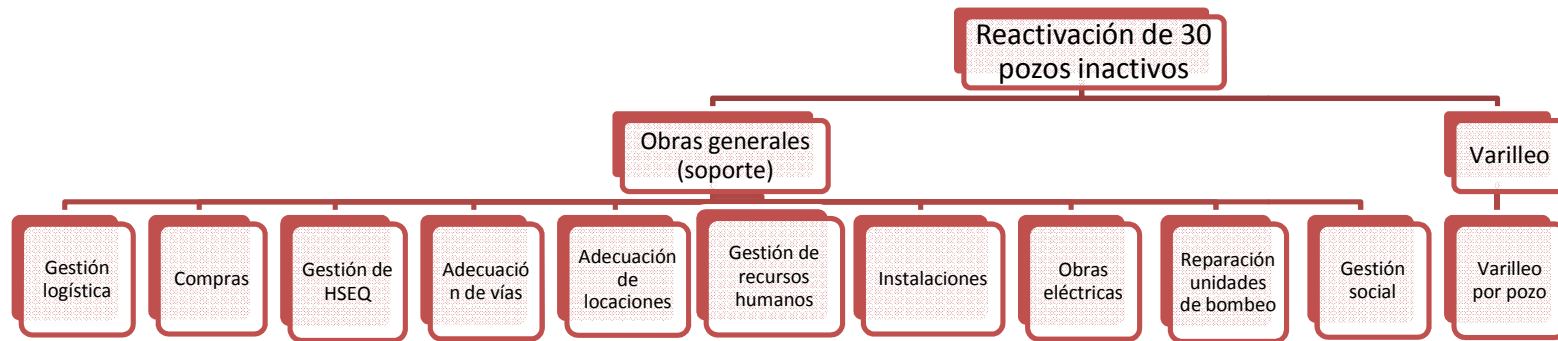 Reactivación de 30
pozos inactivos
Obras generales
(soporte)
Varilleo
Gestión
logística
Compras
Gestión de
HSEQ
Adecuació
n de vías
Adecuación
de
locaciones
Gestión de
recursos
humanos
Instalaciones
Obras
eléctricas
Reparación
unidades
de bombeo
Gestión
social
Varilleo
por pozo